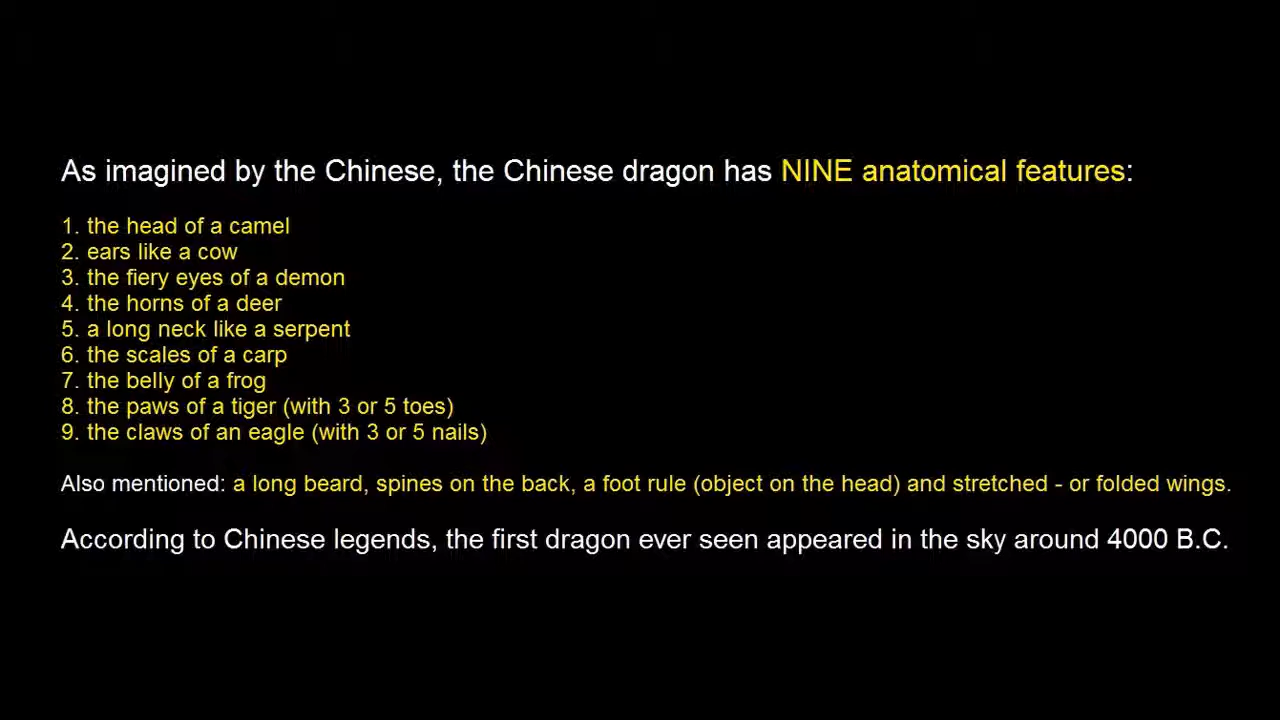 As imagined by the Chinese, the Chinese dragon has NINE anatomical features:
1. the head of a camel
2. ears like a cow
3. the fiery eyes of a demon
4. the horns of a deer
5. a long neck like a serpent
6. the scales of a carp
7. the belly of a frog
8. the paws of a tiger (with 3 or 5 toes)
9. the claws of an eagle (with 3 or 5 nails)
Also mentioned: a long beard, spines on the back, a foot rule (object on the head) and stretched - or folded wings.
According to Chinese legends, the first dragon ever seen appeared in the sky around 4000 B.C.